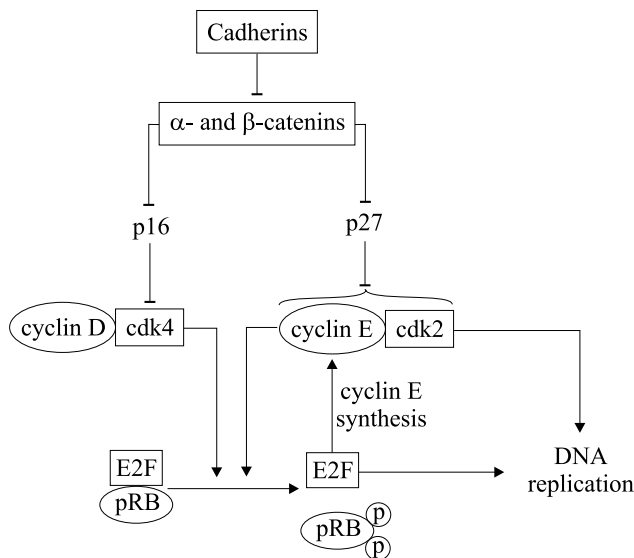 Cadherins
α- and β-catenins
p16
p27
cyclin D
cdk4
cyclin E
cdk2
cyclin E
synthesis
E2F
pRB
E2F
DNA
replication
pRB
p
p